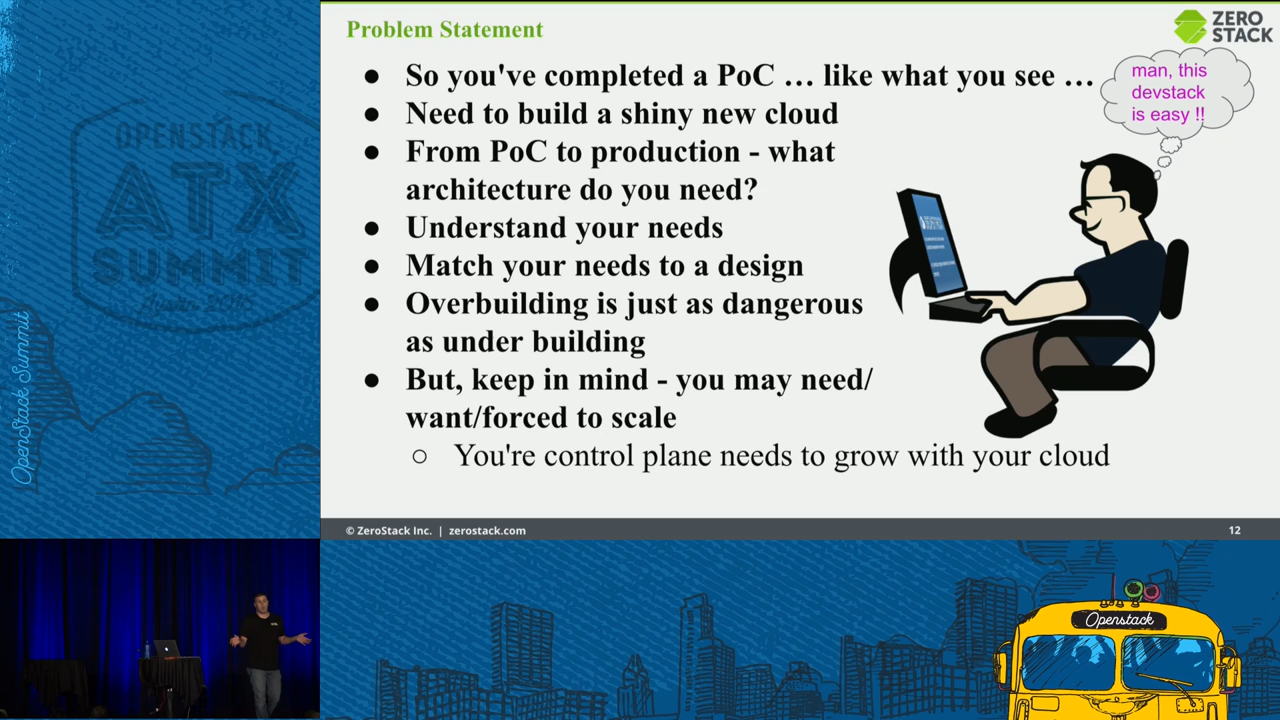 Problem Statement
ZERO
STACK
● So you've completed a PoC … like what you see …
● Need to build a shiny new cloud
● From PoC to production - what
architecture do you need?
● Understand your needs
● Match your needs to a design
● Overbuilding is just as dangerous
as under building
● But, keep in mind - you may need/
want/forced to scale
○ You're control plane needs to grow with your cloud
man, this
devstack
is easy !!
© ZeroStack Inc. | zerostack.com
12
OPENSTACK
ATX
SUMMIT
OpenStack Summit
Openstack